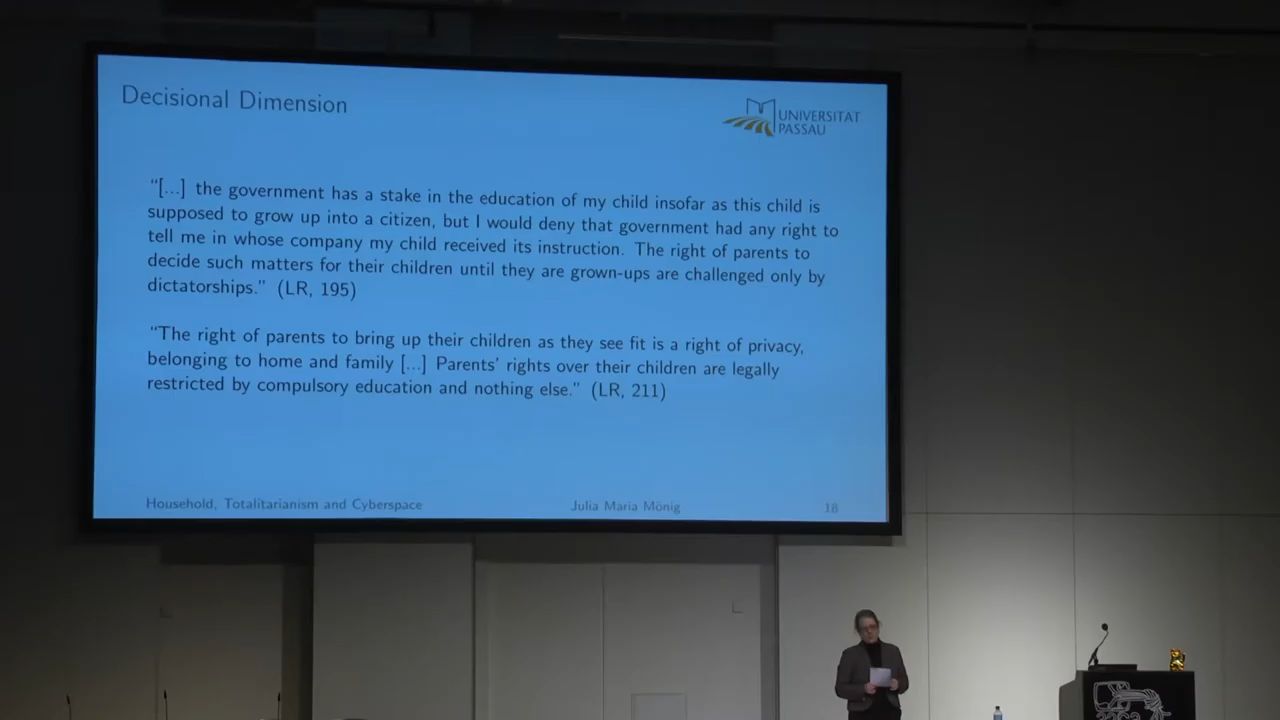 Decisional Dimension
UNIVERSITAT
PASSAU
“[...] the government has a stake in the education of my child insofar as this child is
supposed to grow up into a citizen, but I would deny that government had any right to
tell me in whose company my child received its instruction. The right of parents to
decide such matters for their children until they are grown-ups are challenged only by
dictatorships.” (LR, 195)
“The right of parents to bring up their children as they see fit is a right of privacy,
belonging to home and family [...] Parents’ rights over their children are legally
restricted by compulsory education and nothing else.” (LR, 211)
Household, Totalitarianism and Cyberspace
Julia Maria Mönig
18